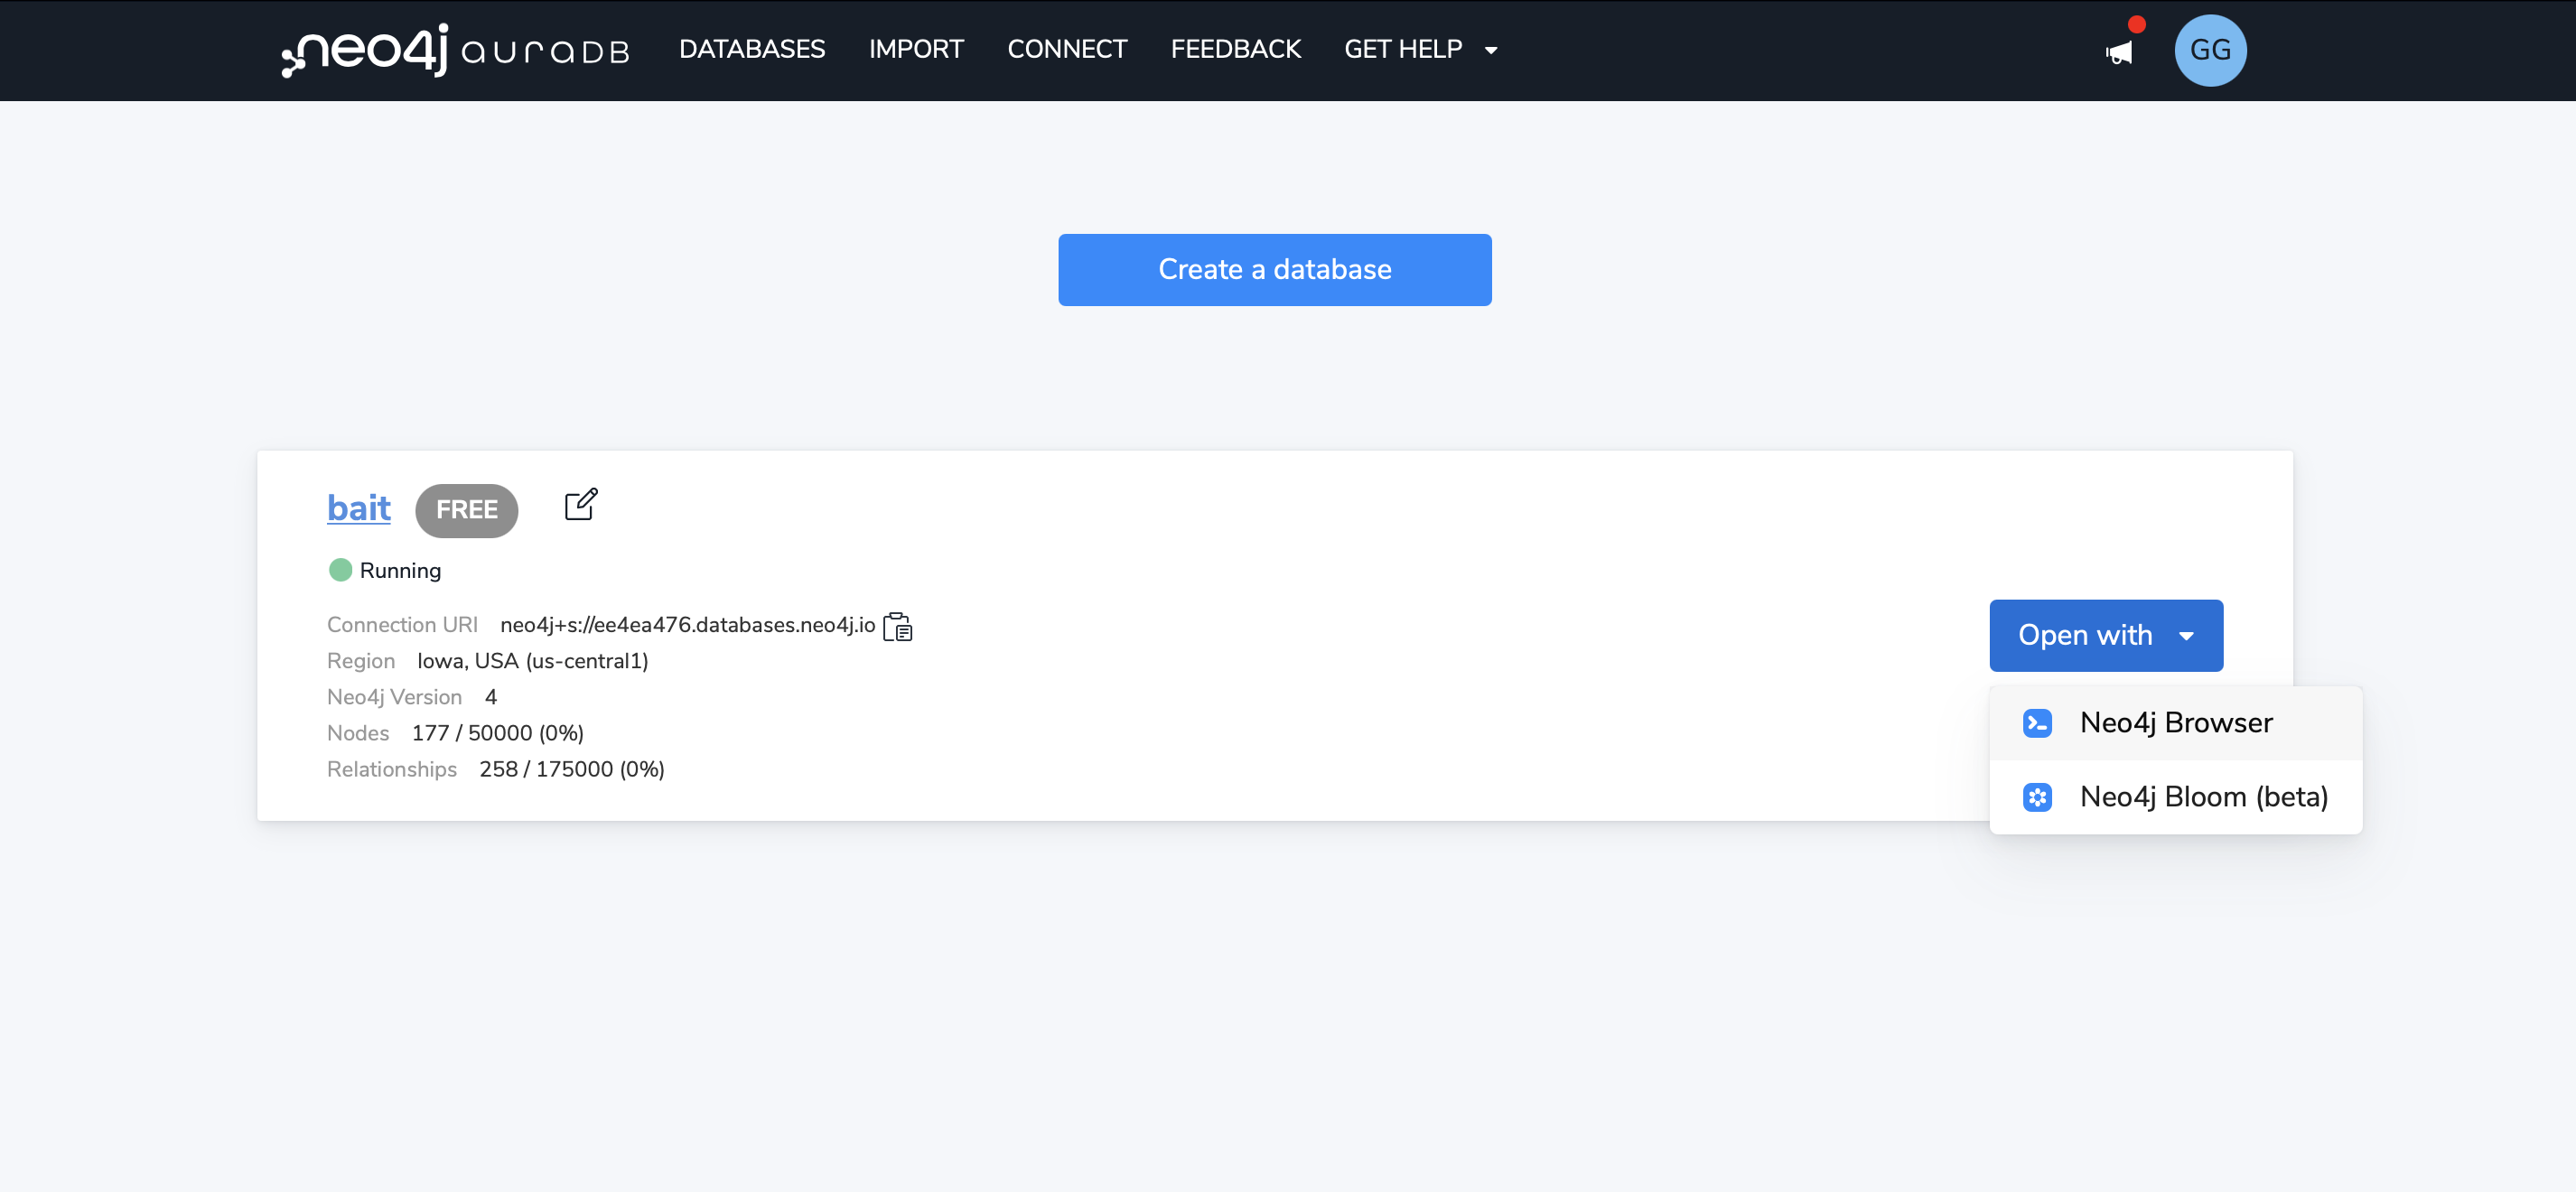 neo4j auraDB DATABASES IMPORT CONNECT FEEDBACK GET HELP GG
Create a database
bait FREE
Running
Connection URI neo4j+s://ee4ea476.databases.neo4j.io
Region Iowa, USA (us-central1)
Neo4j Version 4
Nodes 177 / 50000 (0%)
Relationships 258 / 175000 (0%)
Open with
Neo4j Browser
Neo4j Bloom (beta)